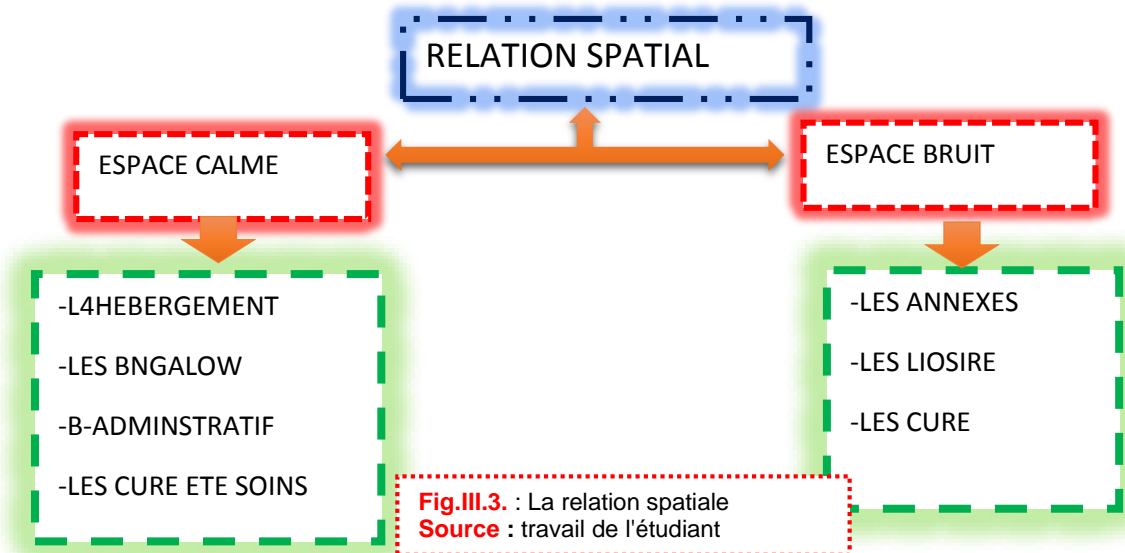 RELATION SPATIAL
ESPACE CALME
ESPACE BRUIT
-L4HEBERGEMENT
-LES BNGALOW
-B-ADMINSTRATIF
-LES CURE ETE SOINS
-LES ANNEXES
-LES LIOSIRE
-LES CURE
Fig.III.3. : La relation spatiale
Source : travail de l'étudiant